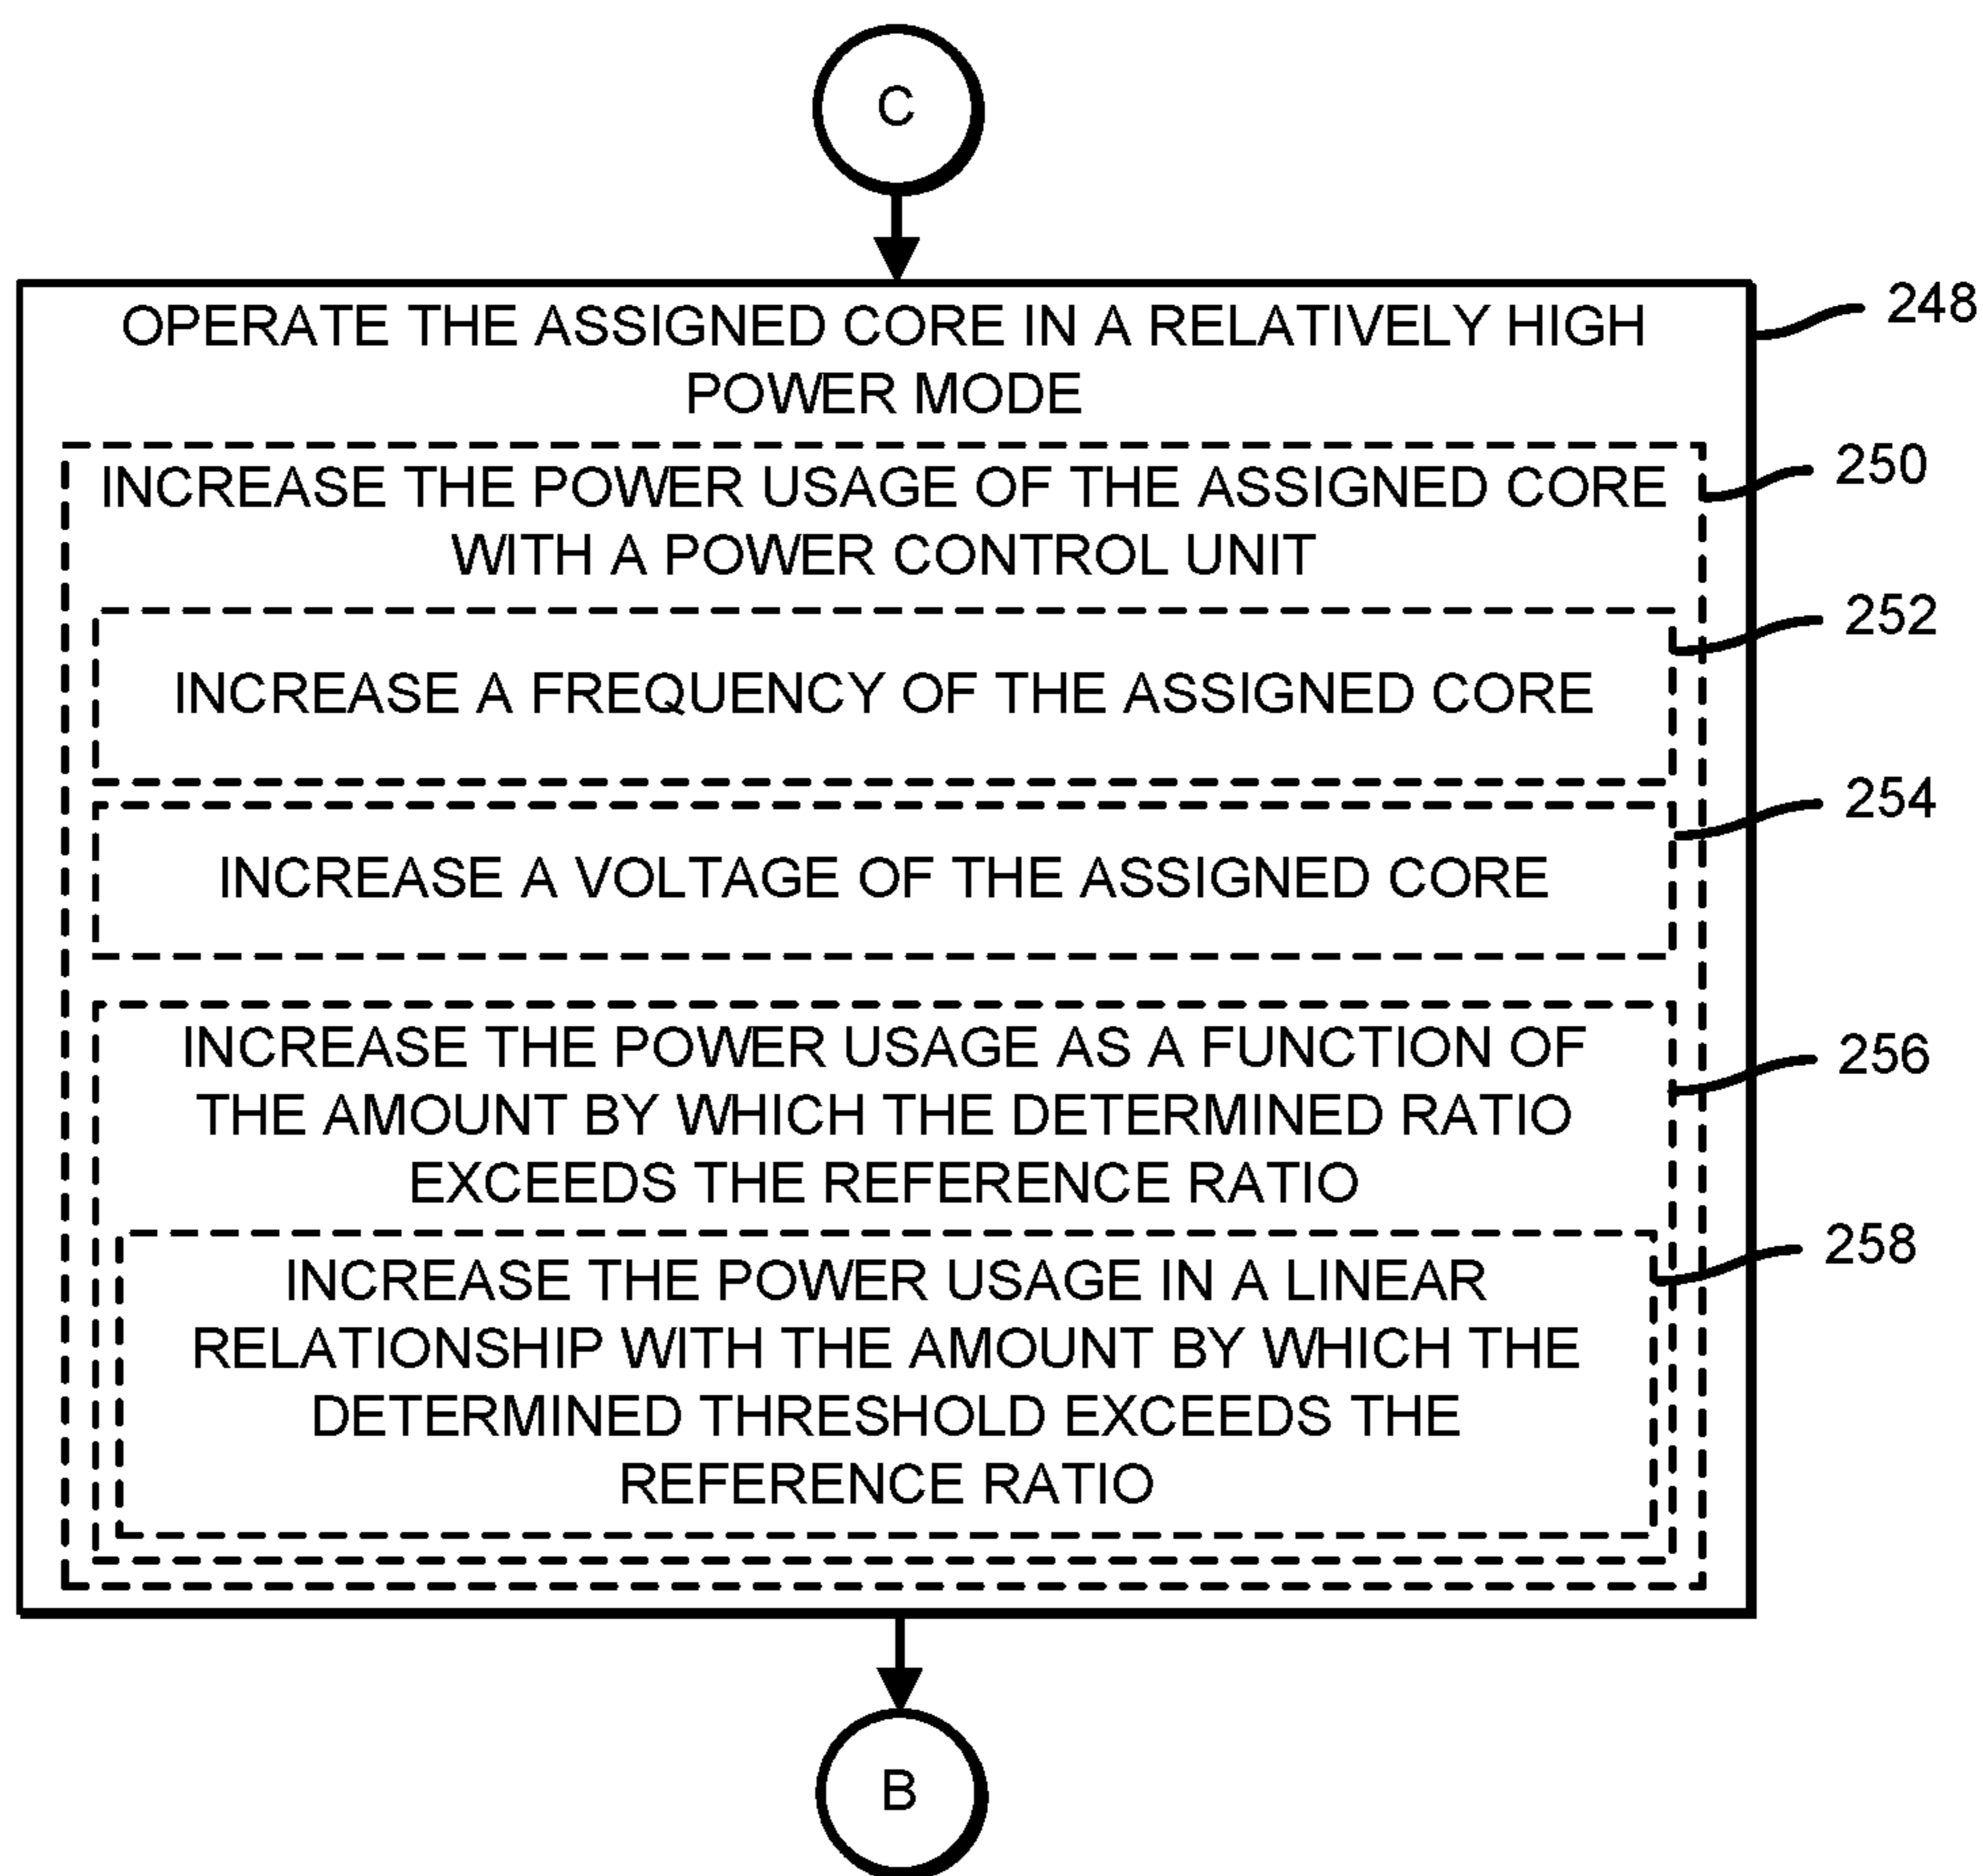 C
OPERATE THE ASSIGNED CORE IN A RELATIVELY HIGH
POWER MODE
248
INCREASE THE POWER USAGE OF THE ASSIGNED CORE
WITH A POWER CONTROL UNIT
250
INCREASE A FREQUENCY OF THE ASSIGNED CORE
252
INCREASE A VOLTAGE OF THE ASSIGNED CORE
254
INCREASE THE POWER USAGE AS A FUNCTION OF
THE AMOUNT BY WHICH THE DETERMINED RATIO
EXCEEDS THE REFERENCE RATIO
256
INCREASE THE POWER USAGE IN A LINEAR
RELATIONSHIP WITH THE AMOUNT BY WHICH THE
DETERMINED THRESHOLD EXCEEDS THE
REFERENCE RATIO
258
B